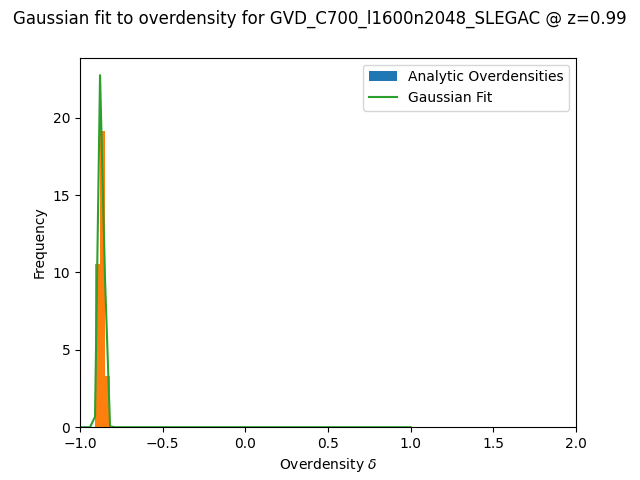 Gaussian fit to overdensity for GVD_C700_l1600n2048_SLEGAC @ z=0.99
Analytic Overdensities
Gaussian Fit
Frequency
20
15
10
5
0
−1.0 −0.5 0.0 0.5 1.0 1.5 2.0
Overdensity δ